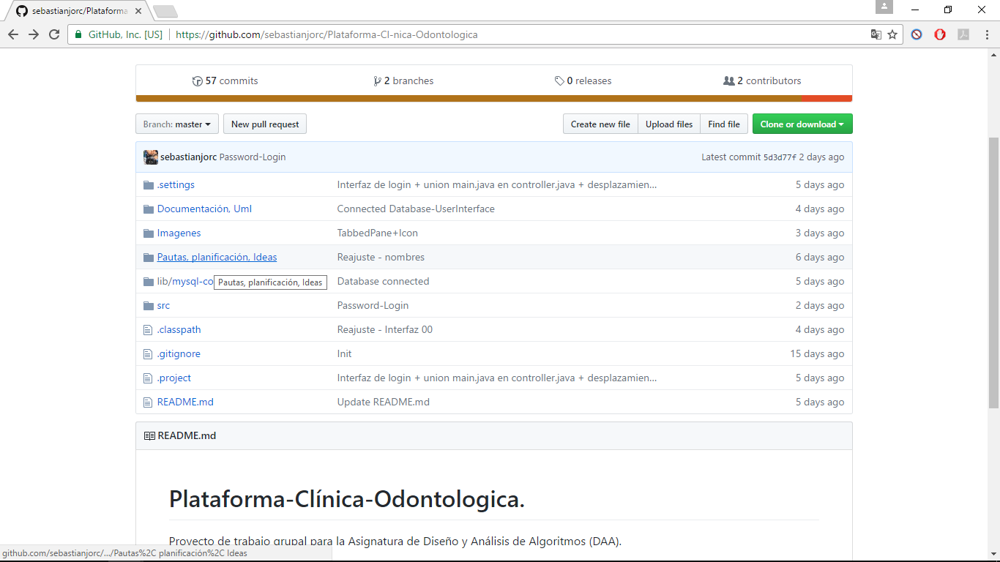 sebastianjorc/Plataforma
GitHub, Inc. [US] | https://github.com/sebastianjorc/Plataforma-Cl-nica-Odontologica
57 commits 2 branches 0 releases 2 contributors
Branch: master New pull request Create new file Upload files Find file Clone or download
sebastianjorc Password-Login Latest commit 5d3d77f 2 days ago
.settings Interfaz de login + union main.java en controller.java + desplazamien... 5 days ago
Documentación, Uml Connected Database-UserInterface 4 days ago
Imagenes TabbedPane+Icon 3 days ago
Pautas, planificación, Ideas Reajuste - nombres 6 days ago
lib/mysql-co Pautas, planificación, Ideas Database connected 5 days ago
src Password-Login 2 days ago
.classpath Reajuste - Interfaz 00 4 days ago
.gitignore Init 15 days ago
.project Interfaz de login + union main.java en controller.java + desplazamien... 5 days ago
README.md Update README.md 5 days ago
README.md
Plataforma-Clínica-Odontologica.
Proyecto de trabajo grupal para la Asignatura de Diseño y Análisis de Algoritmos (DAA).
github.com/sebastianjorc/.../Pautas%2C planificación%2C Ideas